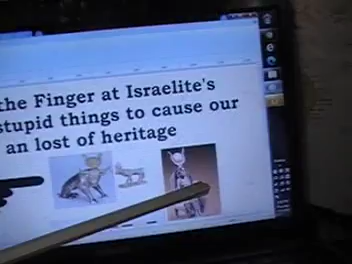 the Finger at Israelite's
stupid things to cause our
an lost of heritage